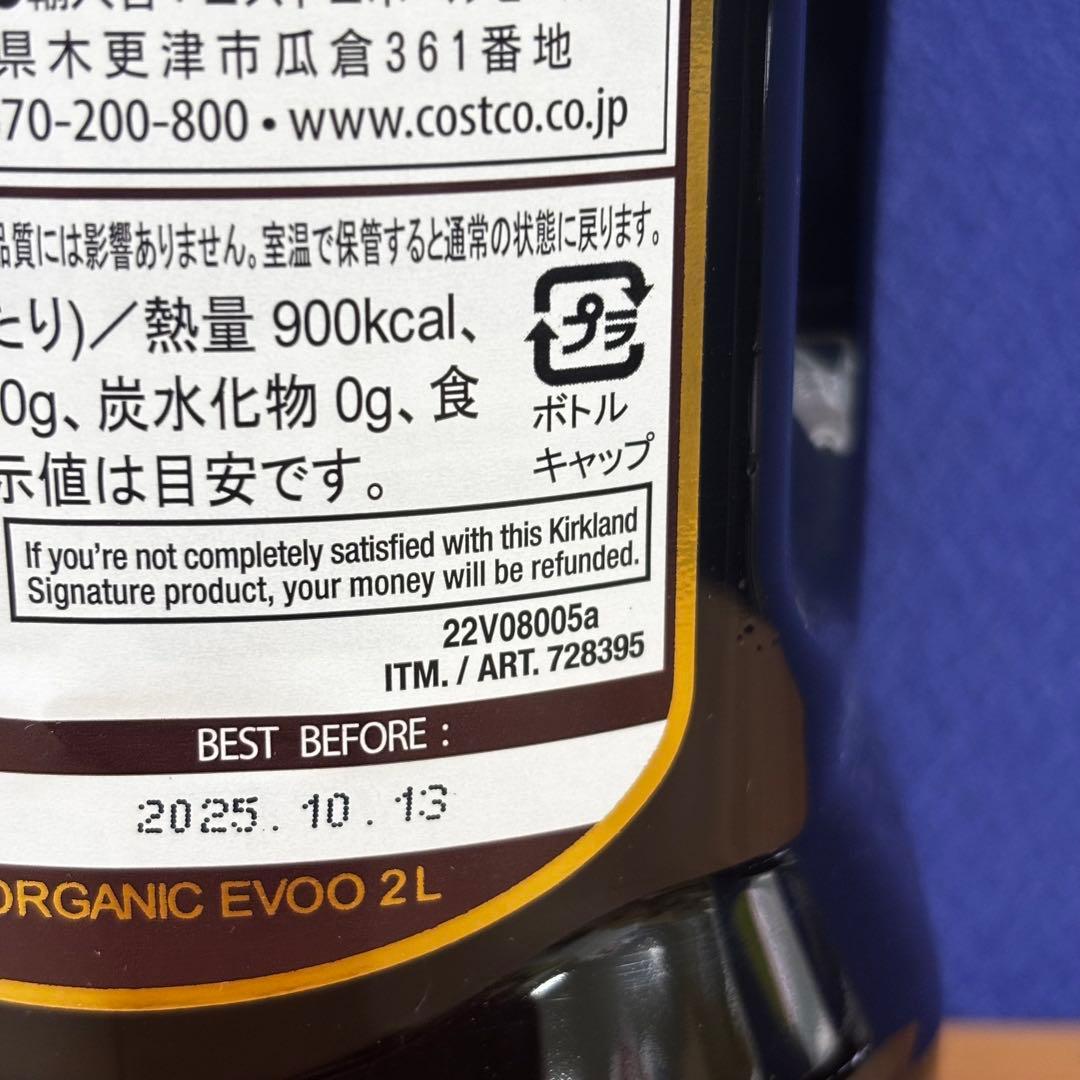 県木更津市瓜倉361番地
70-200-800 • www.costco.co.jp
品質には影響ありません。室温で保管すると通常の状態に戻ります。
たり)／熱量 900kcal、
0g、炭水化物 0g、食
示値は目安です。
プラ
ボトル
キャップ
If you're not completely satisfied with this Kirkland
Signature product, your money will be refunded.
22V08005a
ITM. / ART. 728395
BEST BEFORE :
2025. 10 . 13
ORGANIC EVOO 2 L